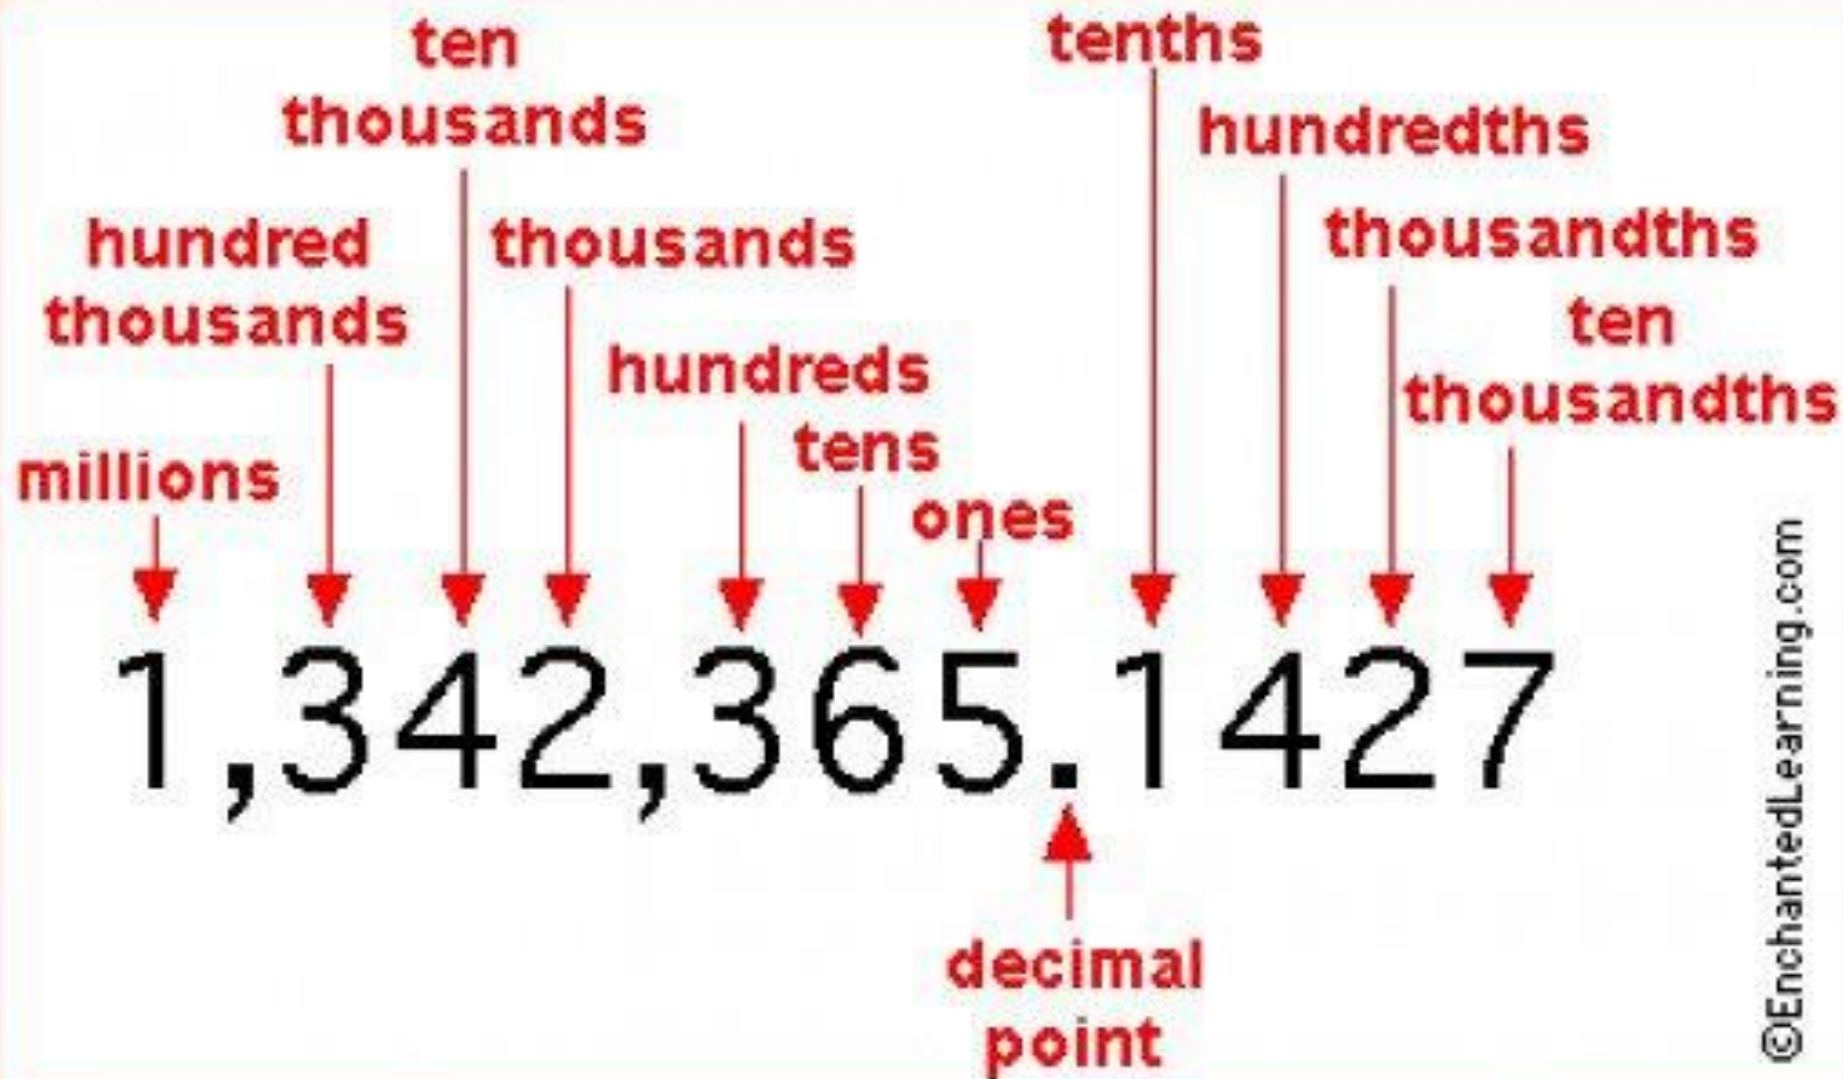 ten
thousands
tenths
hundredths
hundred
thousands
thousands
thousandths
ten
thousandths
hundreds
tens
millions
ones
1,342,365.1427
decimal
point
©EnchantedLearning.com